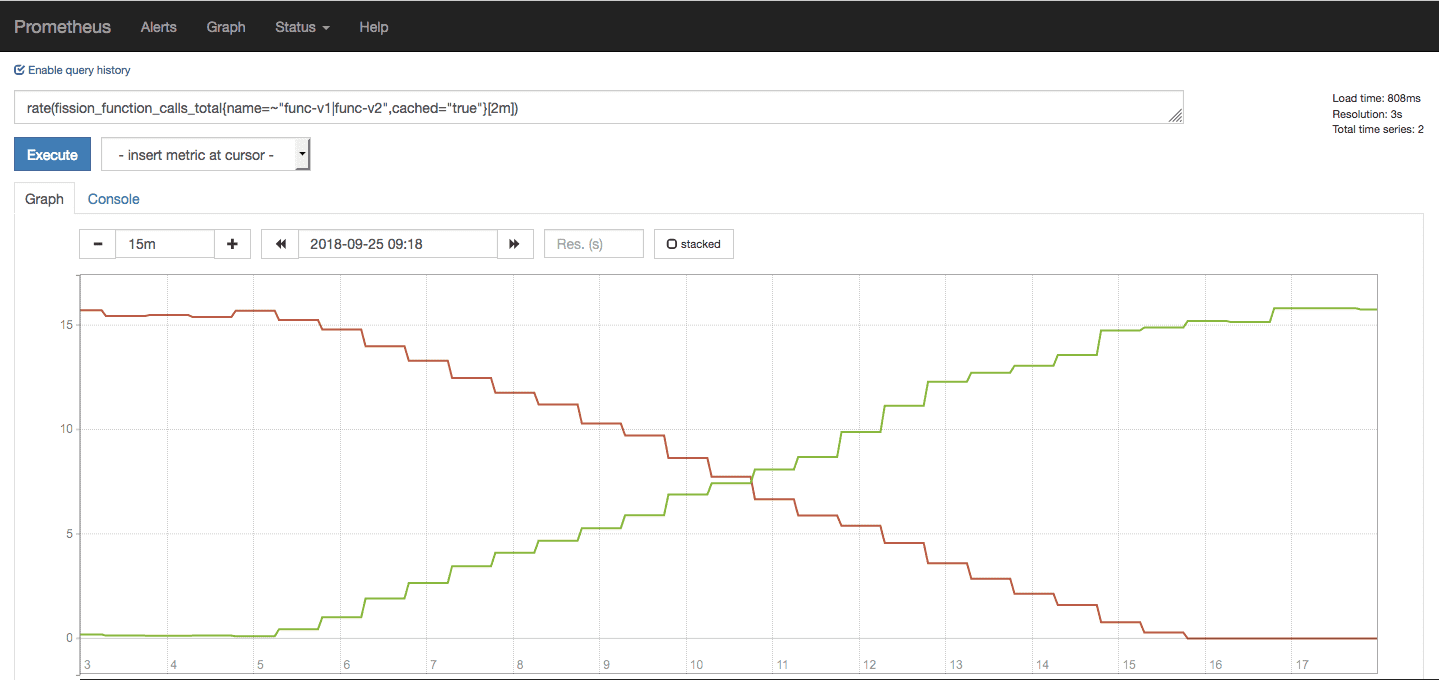 Prometheus Alerts Graph Status Help
Enable query history
rate(fission_function_calls_total{name=~"func-v1|func-v2",cached="true"}[2m])
Load time: 808ms
Resolution: 3s
Total time series: 2
Execute - insert metric at cursor -
Graph Console
15m 2018-09-25 09:18 Res. (s) stacked
15
10
5
0
3 4 5 6 7 8 9 10 11 12 13 14 15 16 17